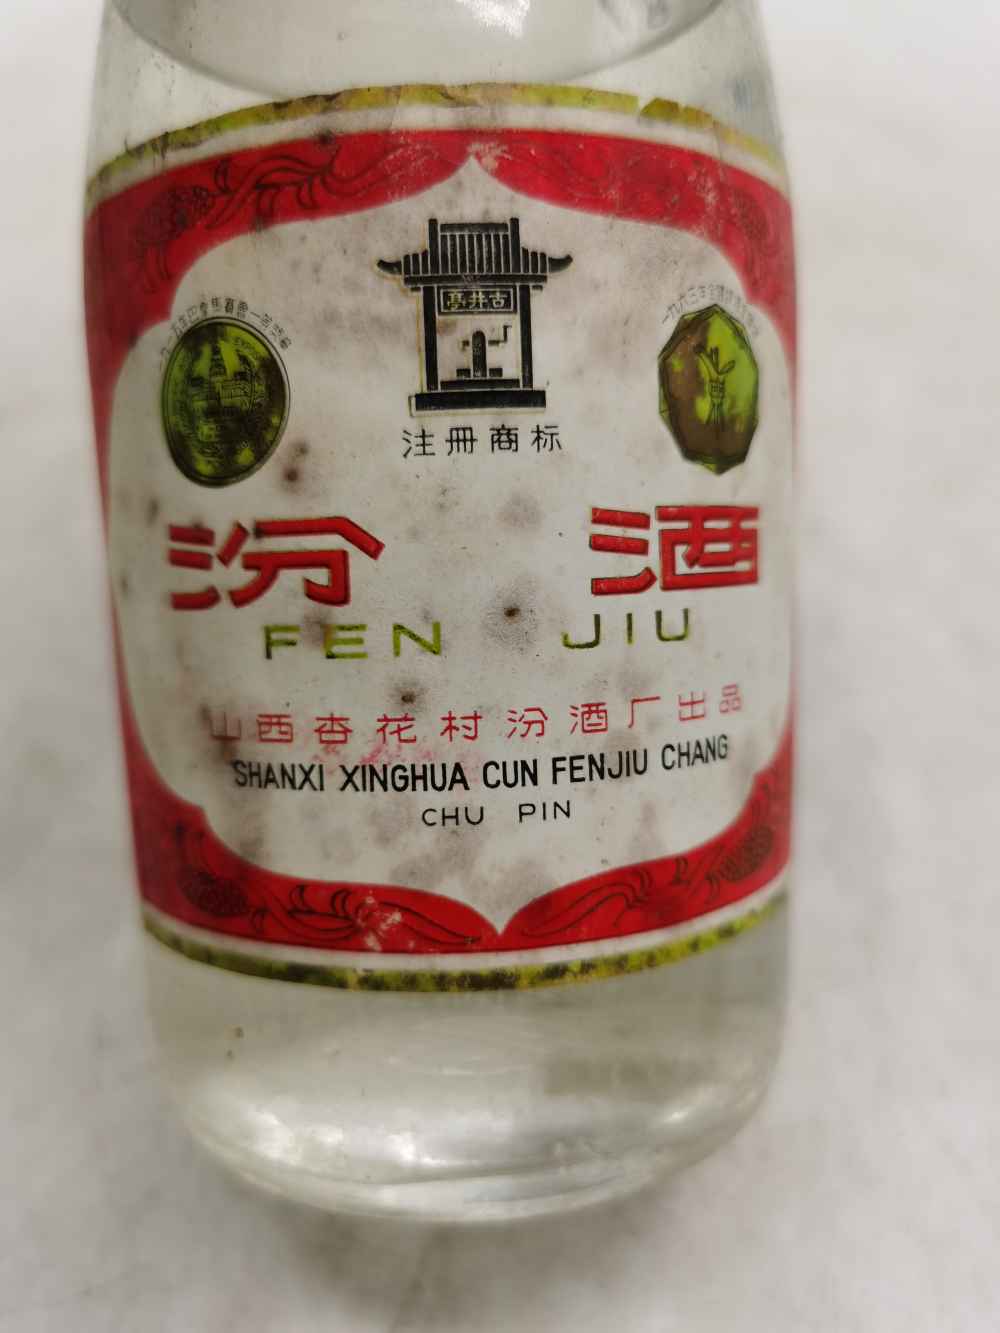 古井亭
注冊商标
汾酒
FEN JIU
山西杏花村汾酒厂出品
SHANXI XINGHUA CUN FENJIU CHANG
CHU PIN